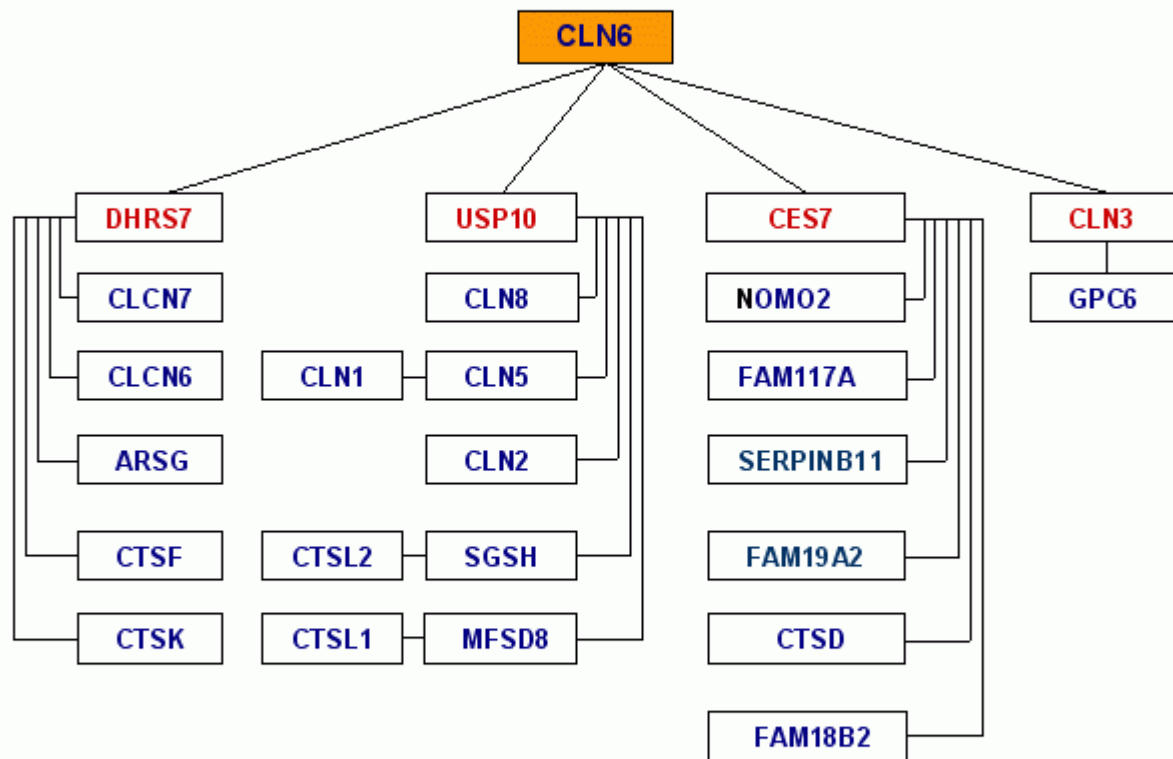 CLN6
DHRS7 USP10 CES7 CLN3
CLCN7 CLN8 NOMO2 GPC6
CLCN6 CLN1 CLN5 FAM117A
ARSG CLN2 SERPINB11
CTSF CTSL2 SGSH FAM19A2
CTSK CTSL1 MFSD8 CTSD
FAM18B2